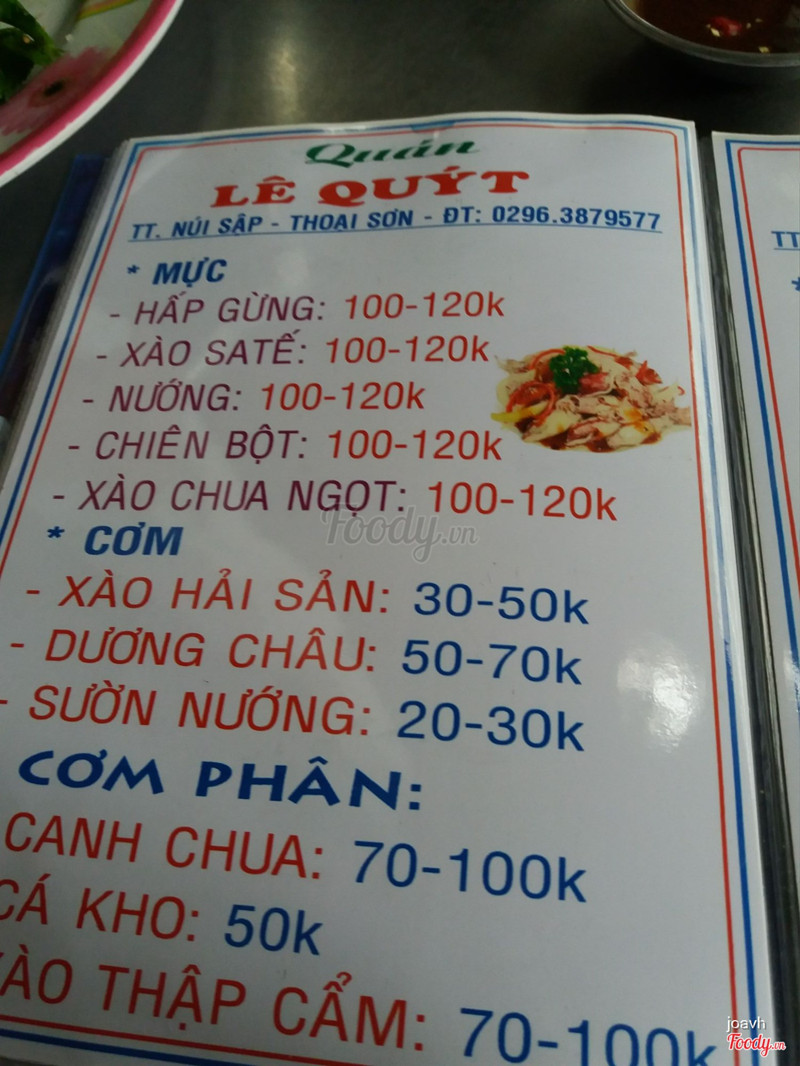 Quán
LÊ QUÝT
TT. NÚI SẬP - THOẠI SƠN - ĐT: 0296.3879577
* MỰC
- HẤP GỪNG: 100-120k
- XÀO SATẾ: 100-120k
- NƯỚNG: 100-120k
- CHIÊN BỘT: 100-120k
- XÀO CHUA NGỌT: 100-120k
* CƠM
- XÀO HẢI SẢN: 30-50k
- DƯƠNG CHÂU: 50-70k
- SƯỜN NƯỚNG: 20-30k
CƠM PHÂN:
CANH CHUA: 70-100k
CÁ KHO: 50k
XÀO THẬP CẨM: 70-100k
TT
*
Foody.vn
joavh
Foody.vn